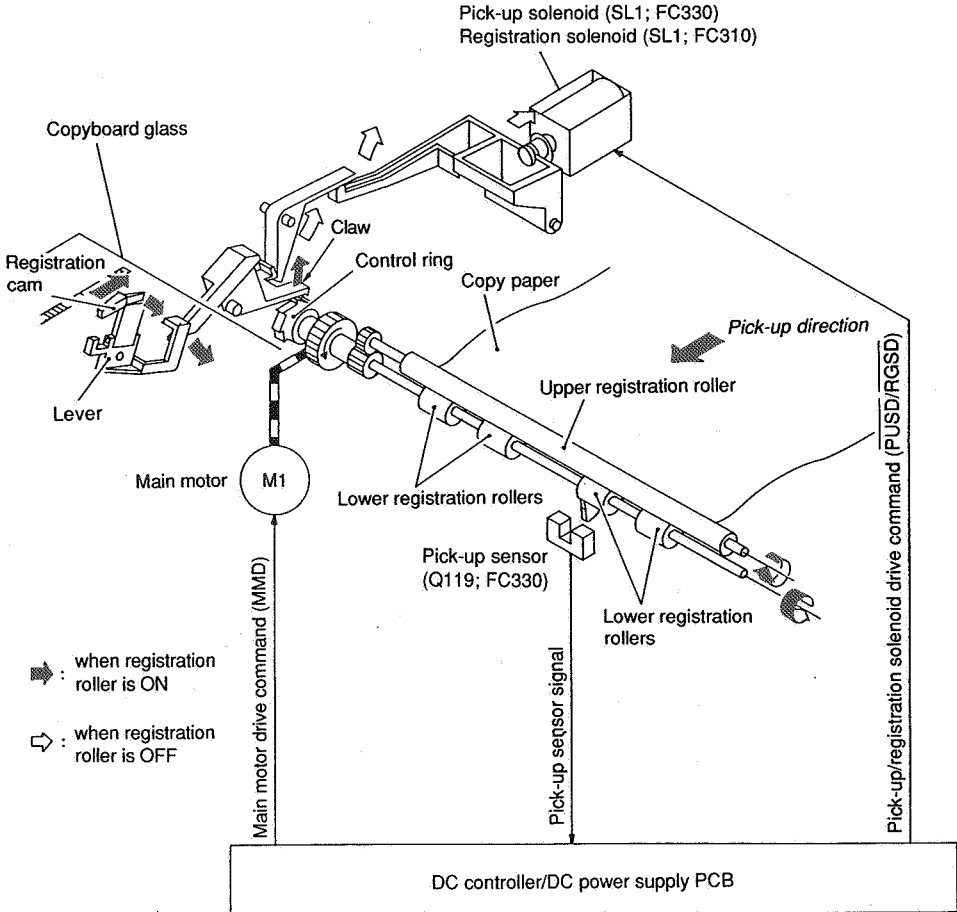 Pick-up solenoid (SL1; FC330)
Registration solenoid (SL1; FC310)
Copyboard glass
Claw
Registration
cam
Control ring
Copy paper
Pick-up direction
Upper registration roller
Lever
Main motor
M1
Lower registration rollers
Pick-up sensor
(Q119; FC330)
Lower registration
rollers
: when registration
roller is ON
: when registration
roller is OFF
Main motor drive command (MMD)
Pick-up sensor signal
Pick-up/registration solenoid drive command (PUSD/RGSD)
DC controller/DC power supply PCB